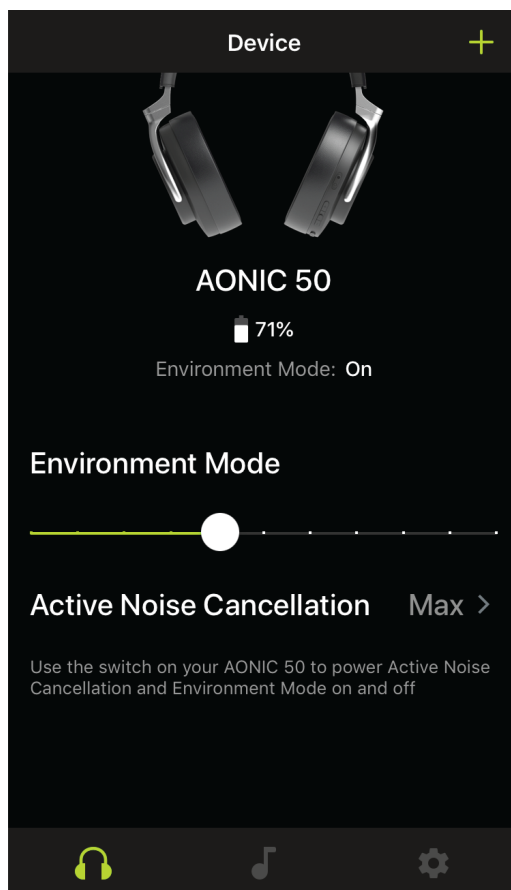 Device
AONIC 50
71%
Environment Mode: On
Environment Mode
Active Noise Cancellation Max
Use the switch on your AONIC 50 to power Active Noise
Cancellation and Environment Mode on and off